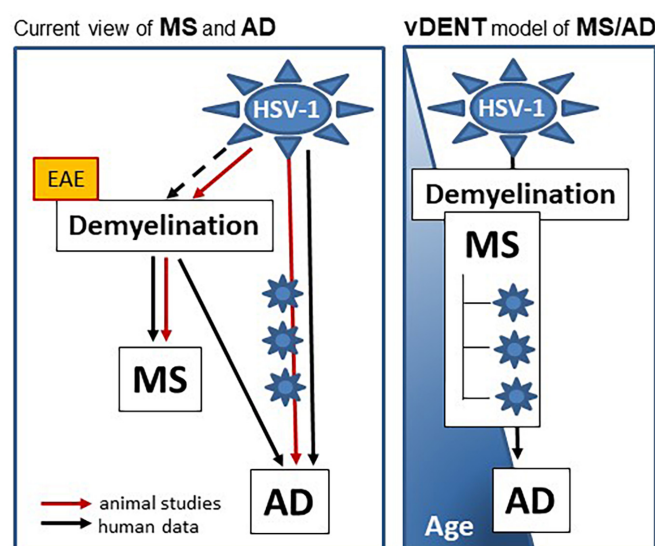 Current view of MS and AD
HSV-1
EAE
Demyelination
MS
AD
animal studies
human data
vDENT model of MS/AD
HSV-1
Demyelination
MS
AD
Age